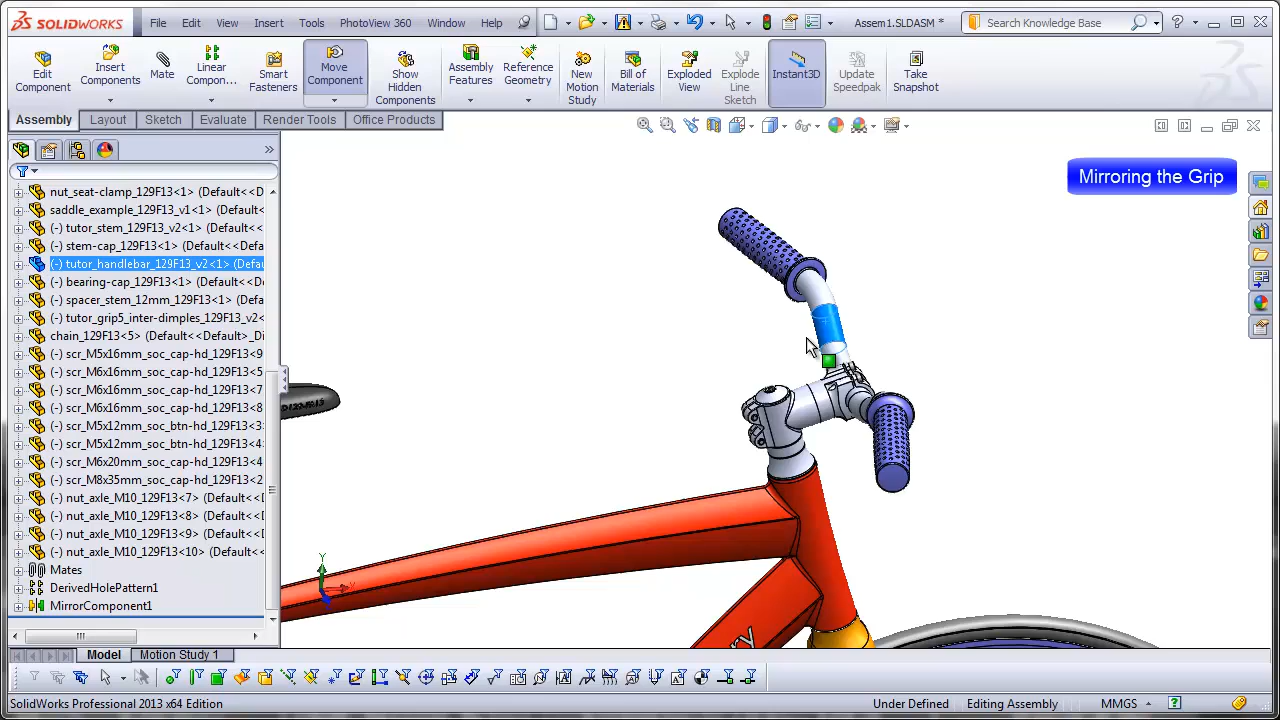 SOLIDWORKS File Edit View Insert Tools PhotoView 360 Window Help Assem1.SLDASM * Search Knowledge Base
Edit Component
Insert Components
Mate
Linear Compon...
Smart Fasteners
Move Component
Show Hidden Components
Assembly Features
Reference Geometry
New Motion Study
Bill of Materials
Exploded View
Explode Line Sketch
Instant3D
Update Speedpak
Take Snapshot
Assembly Layout Sketch Evaluate Render Tools Office Products
Mirroring the Grip
nut_seat-clamp_129F13<1> (Default<<D
saddle_example_129F13_v1<1> (Default
(-) tutor_stem_129F13_v2<1> (Default<
(-) stem-cap_129F13<1> (Default<<Defa
(-) tutor_handlebar_129F13_v2<1> (Defau
(-) bearing-cap_129F13<1> (Default<<D
(-) spacer_stem_12mm_129F13<1> (Defa
(-) tutor_grip5_inter-dimples_129F13_v2<
chain_129F13<5> (Default<Default>_Di
(-) scr_M5x16mm_soc_cap-hd_129F13<9
(-) scr_M6x16mm_soc_cap-hd_129F13<5
(-) scr_M6x16mm_soc_cap-hd_129F13<7
(-) scr_M6x16mm_soc_cap-hd_129F13<8
(-) scr_M5x12mm_soc_btn-hd_129F13<3
(-) scr_M5x12mm_soc_btn-hd_129F13<4
(-) scr_M6x20mm_soc_cap-hd_129F13<4
(-) scr_M8x35mm_soc_cap-hd_129F13<2
(-) nut_axle_M10_129F13<7> (Default<<D
(-) nut_axle_M10_129F13<8> (Default<<D
(-) nut_axle_M10_129F13<9> (Default<<D
(-) nut_axle_M10_129F13<10> (Default<<
Mates
DerivedHolePattern1
MirrorComponent1
Y
ry
Model Motion Study 1
SolidWorks Professional 2013 x64 Edition Under Defined Editing Assembly MMGS